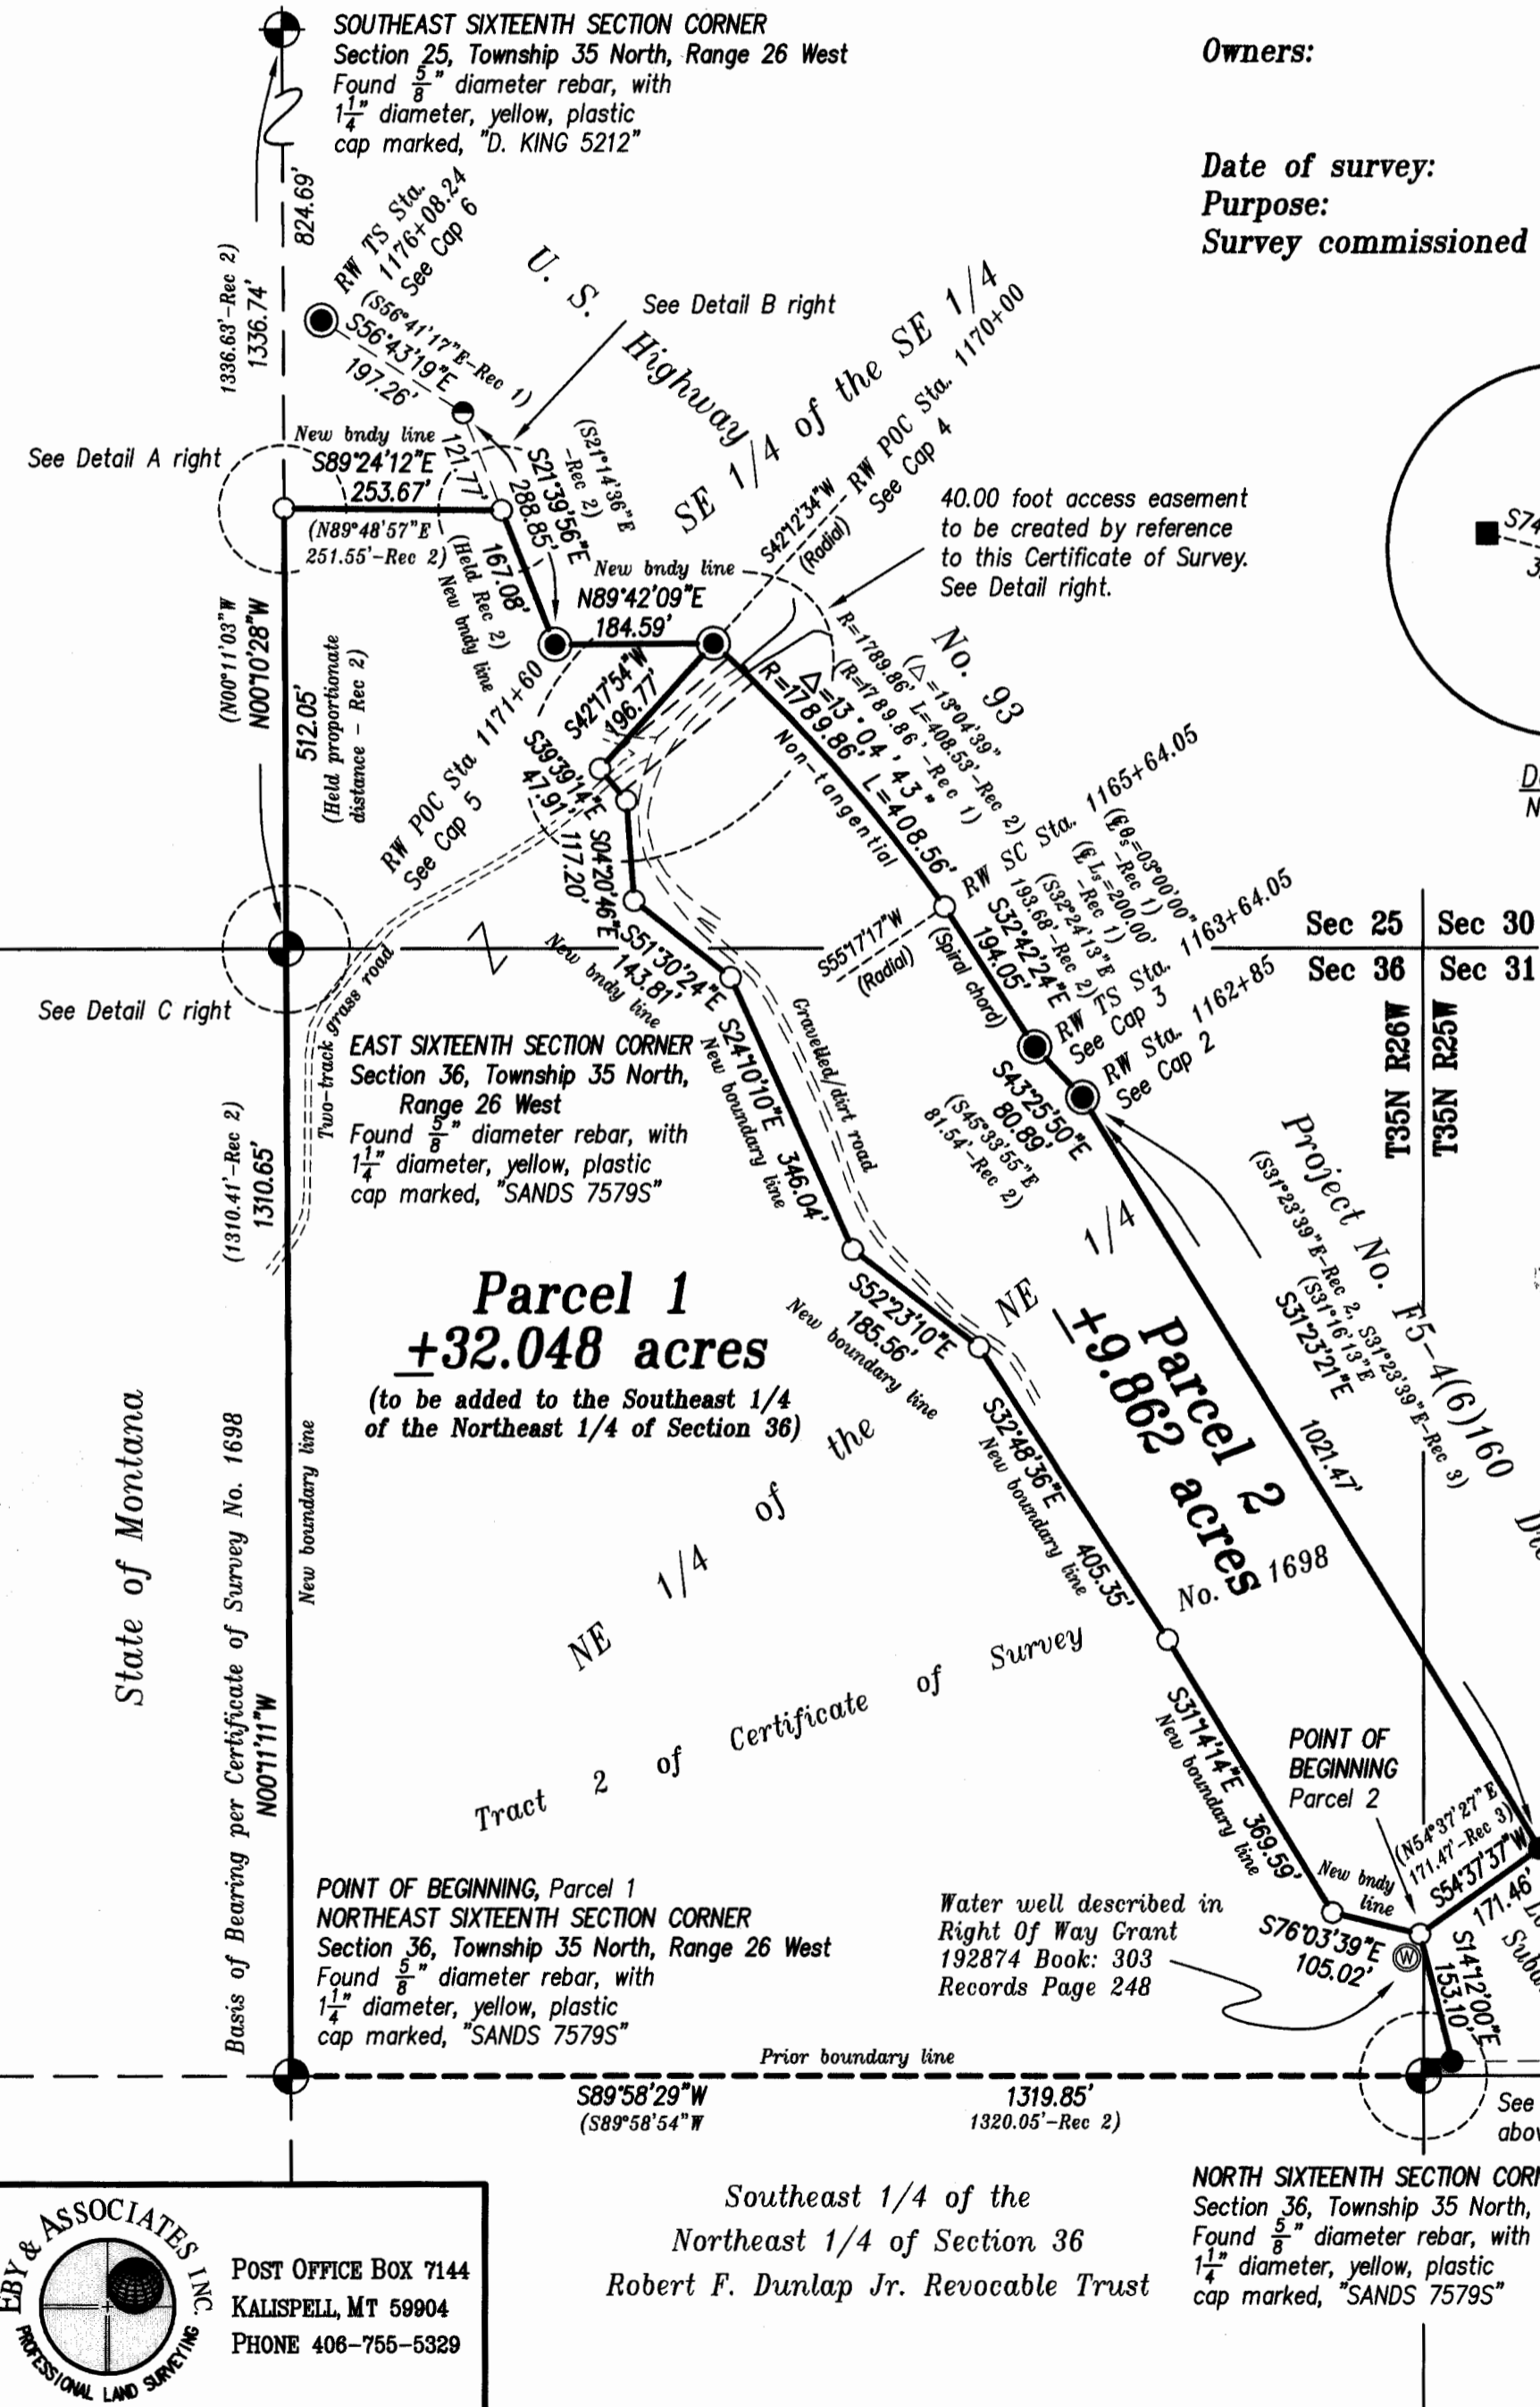 SOUTHEAST SIXTEENTH SECTION CORNER
Section 25, Township 35 North, Range 26 West
Found 5/8" diameter rebar, with
1 1/4" diameter, yellow, plastic
cap marked, "D. KING 5212"
Owners:
Date of survey:
Purpose:
Survey commissioned
824.69'
1336.63'-Rec 2)
1336.74'
RW TS Sta.
1176+08.24
See Cap 6
(S56°41'17"E-Rec 1)
S56°43'19"E
197.26'
U. S. Highway No. 93
See Detail B right
SE 1/4 of the SE 1/4
RW POC Sta. 1170+00
See Cap 4
S42°12'34"W
(Radial)
See Detail A right
New bndy line
S89°24'12"E
253.67'
(N89°48'57"E
251.55'-Rec 2)
121.77'
S21°39'56"E
288.85'
(S21°14'36"E
-Rec 2)
167.08'
(Held Rec 2)
New bndy line
40.00 foot access easement
to be created by reference
to this Certificate of Survey.
See Detail right.
S74
3
New bndy line
N89°42'09"E
184.59'
(N00°11'03"W
N00°10'28"W
512.05'
(Held proportionate
distance - Rec 2)
RW POC Sta 1171+60
See Cap 5
S42°17'54"W
196.77'
S39°39'14"E
47.91'
S04°20'46"E
117.20'
(△=13°04'39"
R=1789.86' L=408.53'-Rec 2)
(R=1789.86'-Rec 1)
△=13°04'43"
R=1789.86' L=408.56'
Non-tangential
D
N
RW SC Sta. 1165+64.05
(℄ θs=03°00'00"
-Rec 1)
(℄ Ls=200.00'
-Rec 1)
(S32°24'13"E
193.68'-Rec 2)
S32°42'24"E
194.05'
(Spiral chord)
S55°17'17"W
(Radial)
RW TS Sta. 1163+64.05
See Cap 3
RW Sta. 1162+85
See Cap 2
Sec 25 Sec 30
Sec 36 Sec 31
T35N R26W
T35N R25W
S51°30'24"E
143.81'
New bndy line
See Detail C right
Two-track grass road
EAST SIXTEENTH SECTION CORNER
Section 36, Township 35 North,
Range 26 West
Found 5/8" diameter rebar, with
1 1/4" diameter, yellow, plastic
cap marked, "SANDS 7579S"
S24°10'10"E 346.04'
New boundary line
Gravelled/dirt road
S43°25'50"E
80.89'
(S45°33'55"E
81.54'-Rec 2)
(1310.41'-Rec 2)
1310.65'
Project No. F5-4(6)160
(S31°23'39"E-Rec 2, S31°23'39"E-Rec 3)
(S31°16'13"E
S31°23'21"E
1021.47'
Parcel 1
+32.048 acres
(to be added to the Southeast 1/4
of the Northeast 1/4 of Section 36)
S52°23'10"E
185.56'
New boundary line
NE 1/4
Parcel 2
+9.862 acres
State of Montana
Basis of Bearing per Certificate of Survey No. 1698
N00°11'11"W
New boundary line
NE 1/4 of the
S32°48'36"E 405.35'
New boundary line
Tract 2 of Certificate of Survey No. 1698
S31°14'14"E 369.59'
New boundary line
POINT OF
BEGINNING
Parcel 2
(N54°37'27"E
171.47'-Rec 3)
S54°37'37"W
171.46'
New bndy
line
S76°03'39"E
105.02'
W
S14°12'00"E
153.10'
POINT OF BEGINNING, Parcel 1
NORTHEAST SIXTEENTH SECTION CORNER
Section 36, Township 35 North, Range 26 West
Found 5/8" diameter rebar, with
1 1/4" diameter, yellow, plastic
cap marked, "SANDS 7579S"
Water well described in
Right Of Way Grant
192874 Book: 303
Records Page 248
Prior boundary line
S89°58'29"W 1319.85'
(S89°58'54"W 1320.05'-Rec 2)
See
abov
NORTH SIXTEENTH SECTION CORN
Section 36, Township 35 North,
Found 5/8" diameter rebar, with
1 1/4" diameter, yellow, plastic
cap marked, "SANDS 7579S"
Southeast 1/4 of the
Northeast 1/4 of Section 36
Robert F. Dunlap Jr. Revocable Trust
EBY & ASSOCIATES INC.
PROFESSIONAL LAND SURVEYING
POST OFFICE BOX 7144
KALISPELL, MT 59904
PHONE 406-755-5329